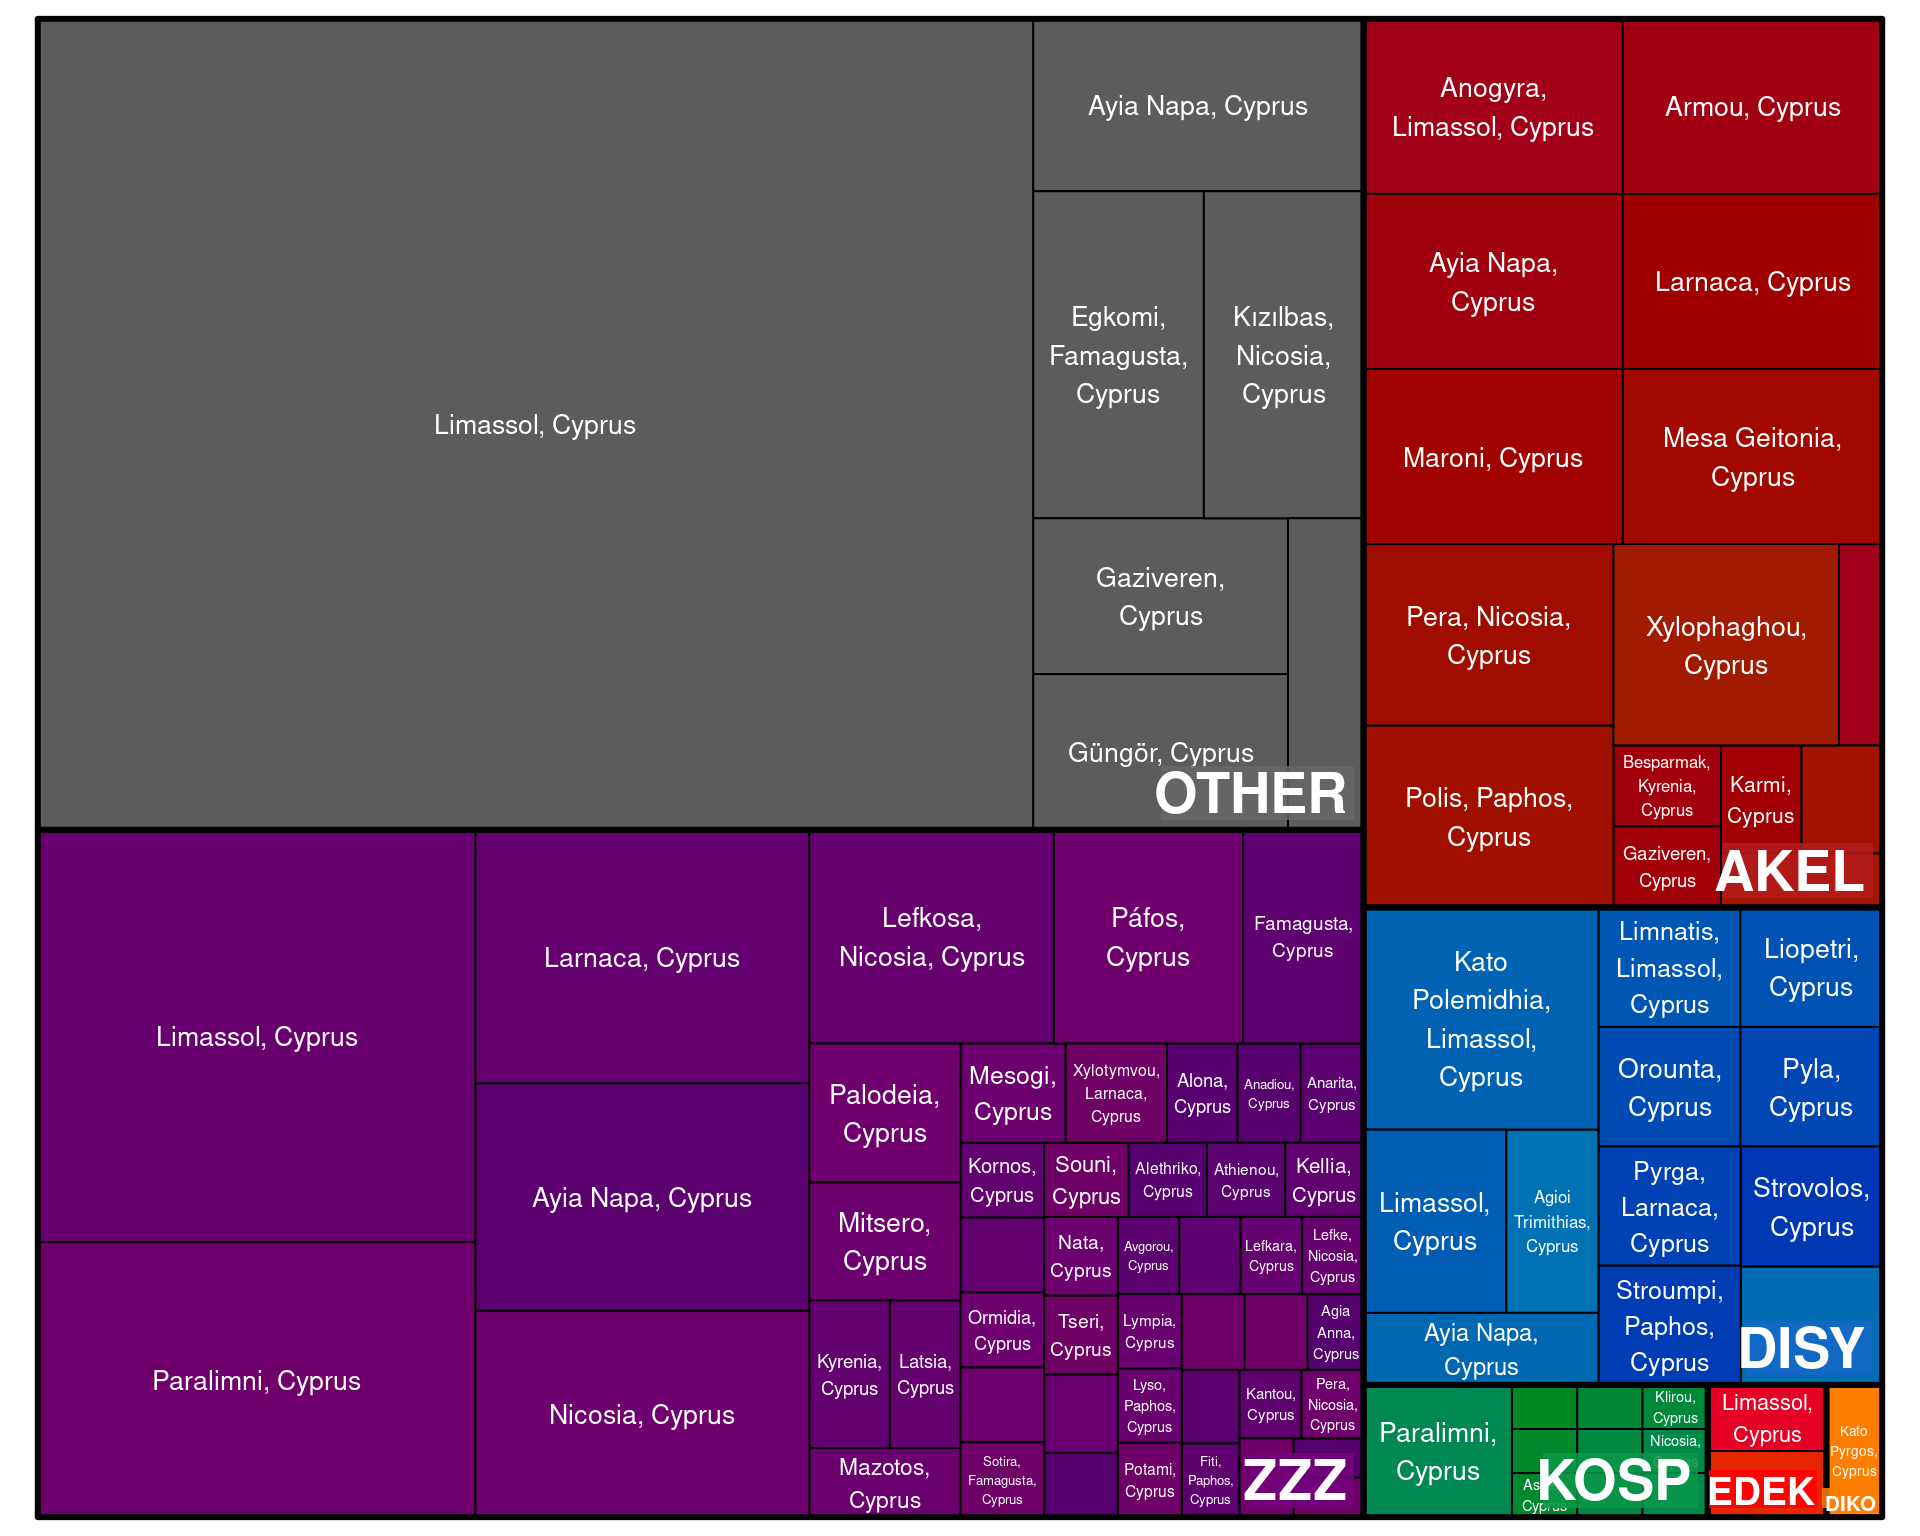 Limassol, Cyprus
Ayia Napa, Cyprus
Egkomi,
Famagusta,
Cyprus
Kızılbas,
Nicosia,
Cyprus
Gaziveren,
Cyprus
Güngör, Cyprus
OTHER
Anogyra,
Limassol, Cyprus
Armou, Cyprus
Ayia Napa,
Cyprus
Larnaca, Cyprus
Maroni, Cyprus
Mesa Geitonia,
Cyprus
Pera, Nicosia,
Cyprus
Xylophaghou,
Cyprus
Polis, Paphos,
Cyprus
Besparmak,
Kyrenia,
Cyprus
Karmi,
Cyprus
Gaziveren,
Cyprus
AKEL
Limassol, Cyprus
Paralimni, Cyprus
Larnaca, Cyprus
Ayia Napa, Cyprus
Nicosia, Cyprus
Lefkosa,
Nicosia, Cyprus
Páfos,
Cyprus
Famagusta,
Cyprus
Palodeia,
Cyprus
Mitsero,
Cyprus
Kyrenia,
Cyprus
Latsia,
Cyprus
Mazotos,
Cyprus
Mesogi,
Cyprus
Xylotymvou,
Larnaca,
Cyprus
Alona,
Cyprus
Anadiou,
Cyprus
Anarita,
Cyprus
Kornos,
Cyprus
Souni,
Cyprus
Alethriko,
Cyprus
Athienou,
Cyprus
Kellia,
Cyprus
Nata,
Cyprus
Avgorou,
Cyprus
Lefkara,
Cyprus
Lefke,
Nicosia,
Cyprus
Ormidia,
Cyprus
Tseri,
Cyprus
Lympia,
Cyprus
Agia
Anna,
Cyprus
Lyso,
Paphos,
Cyprus
Kantou,
Cyprus
Pera,
Nicosia,
Cyprus
Sotira,
Famagusta,
Cyprus
Potami,
Cyprus
Fiti,
Paphos,
Cyprus
ZZZ
Kato
Polemidhia,
Limassol,
Cyprus
Limnatis,
Limassol,
Cyprus
Liopetri,
Cyprus
Orounta,
Cyprus
Pyla,
Cyprus
Limassol,
Cyprus
Agioi
Trimithias,
Cyprus
Pyrga,
Larnaca,
Cyprus
Strovolos,
Cyprus
Ayia Napa,
Cyprus
Stroumpi,
Paphos,
Cyprus
DISY
Paralimni,
Cyprus
Klirou,
Cyprus
Nicosia,
Cyprus
KOSP
Limassol,
Cyprus
EDEK
Kato
Pyrgos,
Cyprus
DIKO